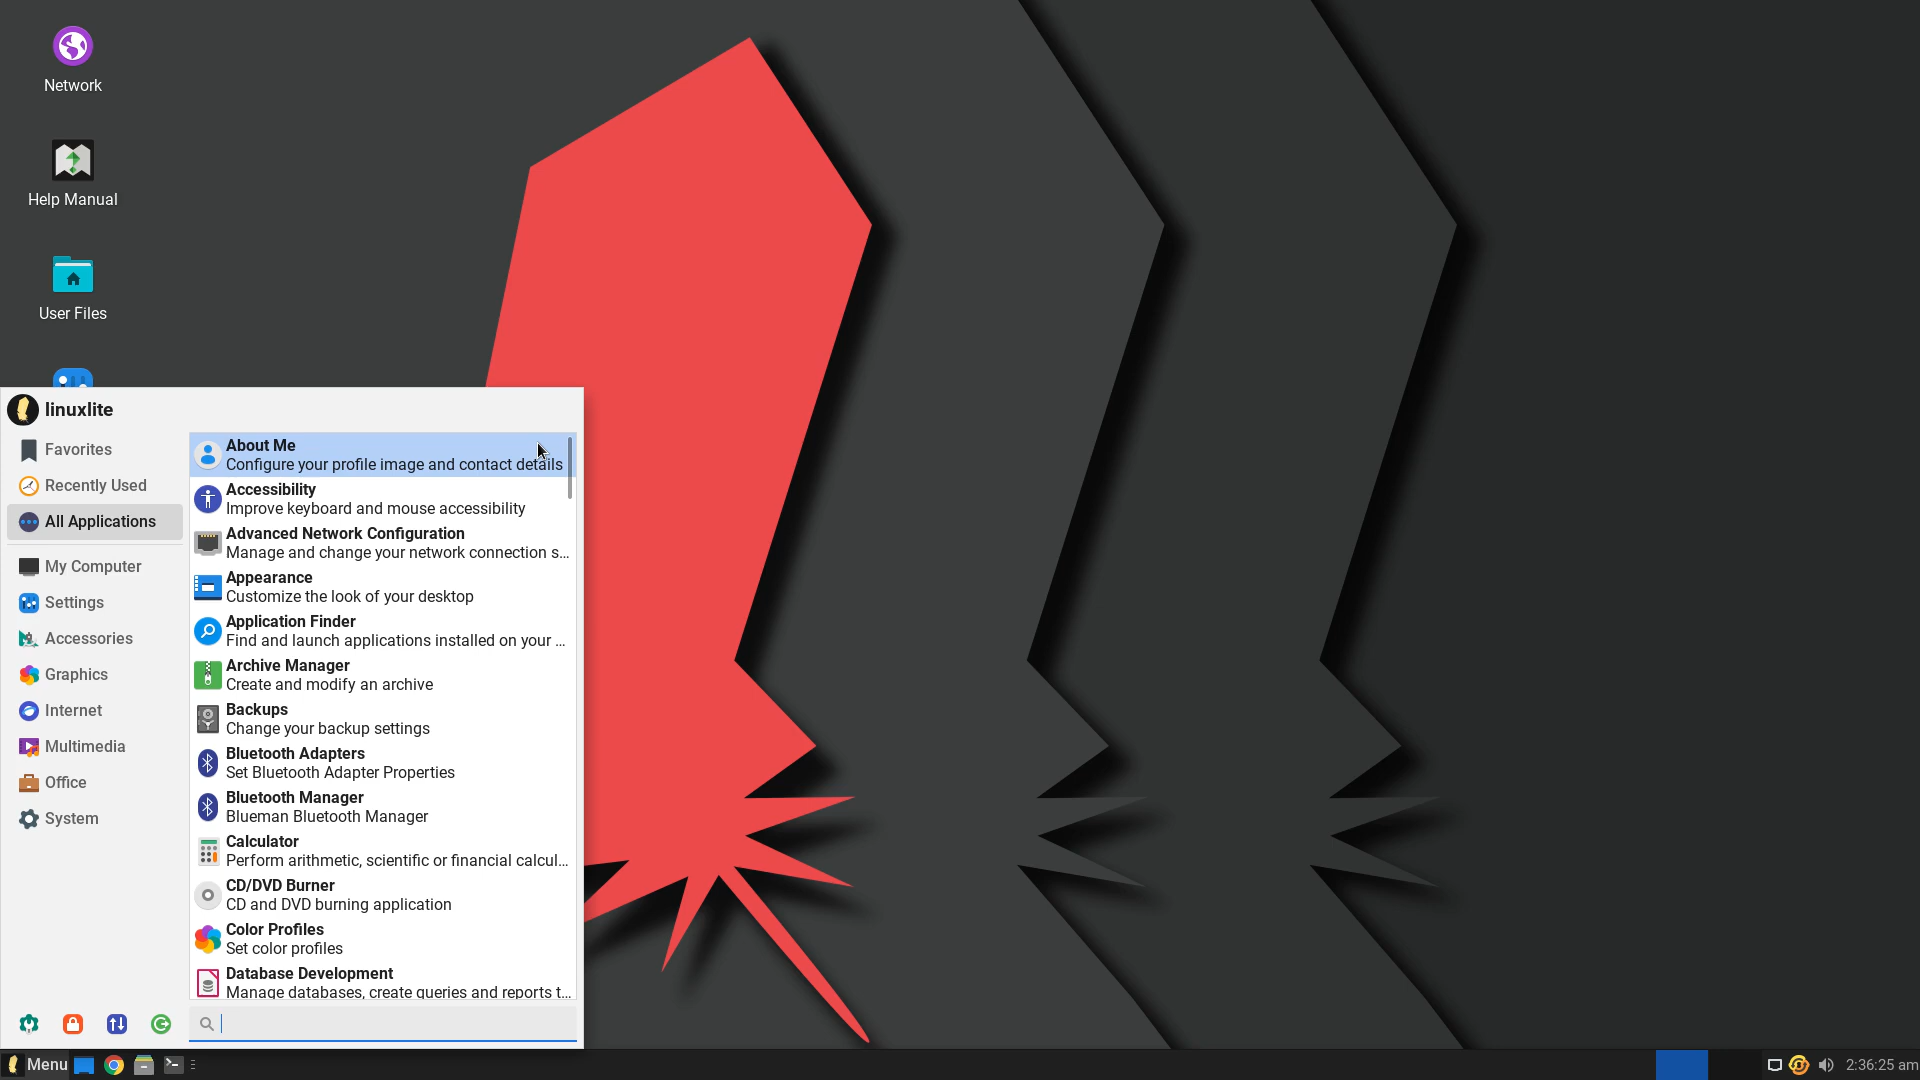 Network
Help Manual
User Files
linuxlite
Favorites
Recently Used
All Applications
My Computer
Settings
Accessories
Graphics
Internet
Multimedia
Office
System
About Me
Configure your profile image and contact details
Accessibility
Improve keyboard and mouse accessibility
Advanced Network Configuration
Manage and change your network connection s...
Appearance
Customize the look of your desktop
Application Finder
Find and launch applications installed on your ...
Archive Manager
Create and modify an archive
Backups
Change your backup settings
Bluetooth Adapters
Set Bluetooth Adapter Properties
Bluetooth Manager
Blueman Bluetooth Manager
Calculator
Perform arithmetic, scientific or financial calcul...
CD/DVD Burner
CD and DVD burning application
Color Profiles
Set color profiles
Database Development
Manage databases, create queries and reports t...
Menu
2:36:25 am